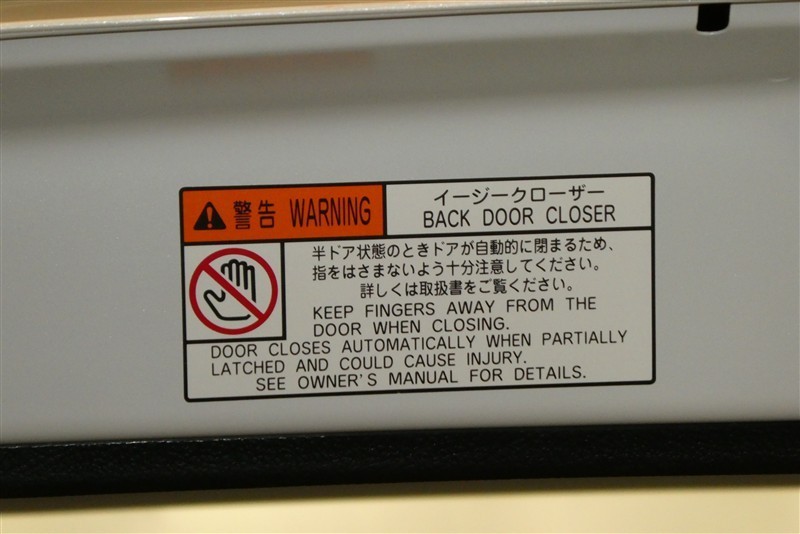 警告 WARNING
イージークローザー
BACK DOOR CLOSER
半ドア状態のときドアが自動的に閉まるため、
指をはさまないよう十分注意してください。
詳しくは取扱書をご覧ください。
KEEP FINGERS AWAY FROM THE
DOOR WHEN CLOSING.
DOOR CLOSES AUTOMATICALLY WHEN PARTIALLY
LATCHED AND COULD CAUSE INJURY.
SEE OWNER'S MANUAL FOR DETAILS.